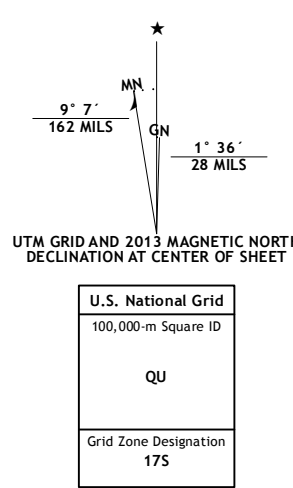 ★
MN
9° 7´
162 MILS
GN
1° 36´
28 MILS
UTM GRID AND 2013 MAGNETIC NORTH
DECLINATION AT CENTER OF SHEET
U.S. National Grid
100,000-m Square ID
QU
Grid Zone Designation
17S